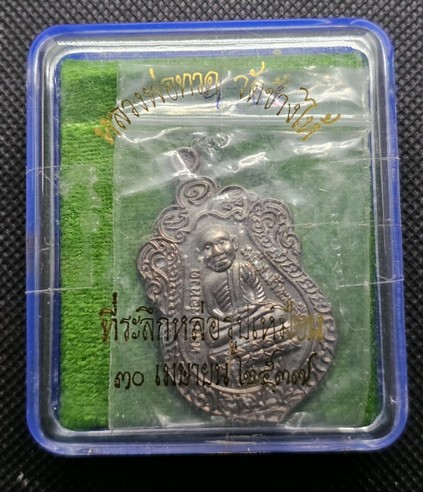 หลวงพ่อทวด วัดช้างให้
ที่ระลึกหล่อรูปเหมือน
๓๐ เมษายน ๒๕๓๗